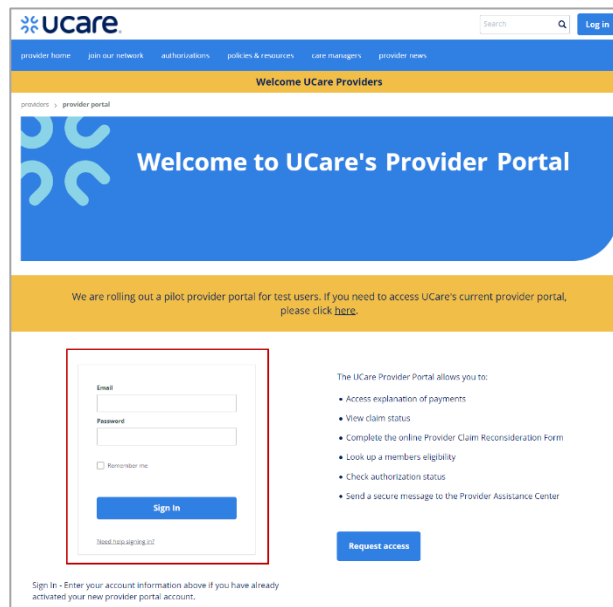 ucare.
Search
Log in
provider home join our network authorizations policies & resources care managers provider news
Welcome UCare Providers
providers > provider portal
Welcome to UCare's Provider Portal
We are rolling out a pilot provider portal for test users. If you need to access UCare's current provider portal,
please click here.
Email
Password
Remember me
Sign In
Need help signing in?
Sign In - Enter your account information above if you have already
activated your new provider portal account.
The UCare Provider Portal allows you to:
• Access explanation of payments
• View claim status
• Complete the online Provider Claim Reconsideration Form
• Look up a members eligibility
• Check authorization status
• Send a secure message to the Provider Assistance Center
Request access